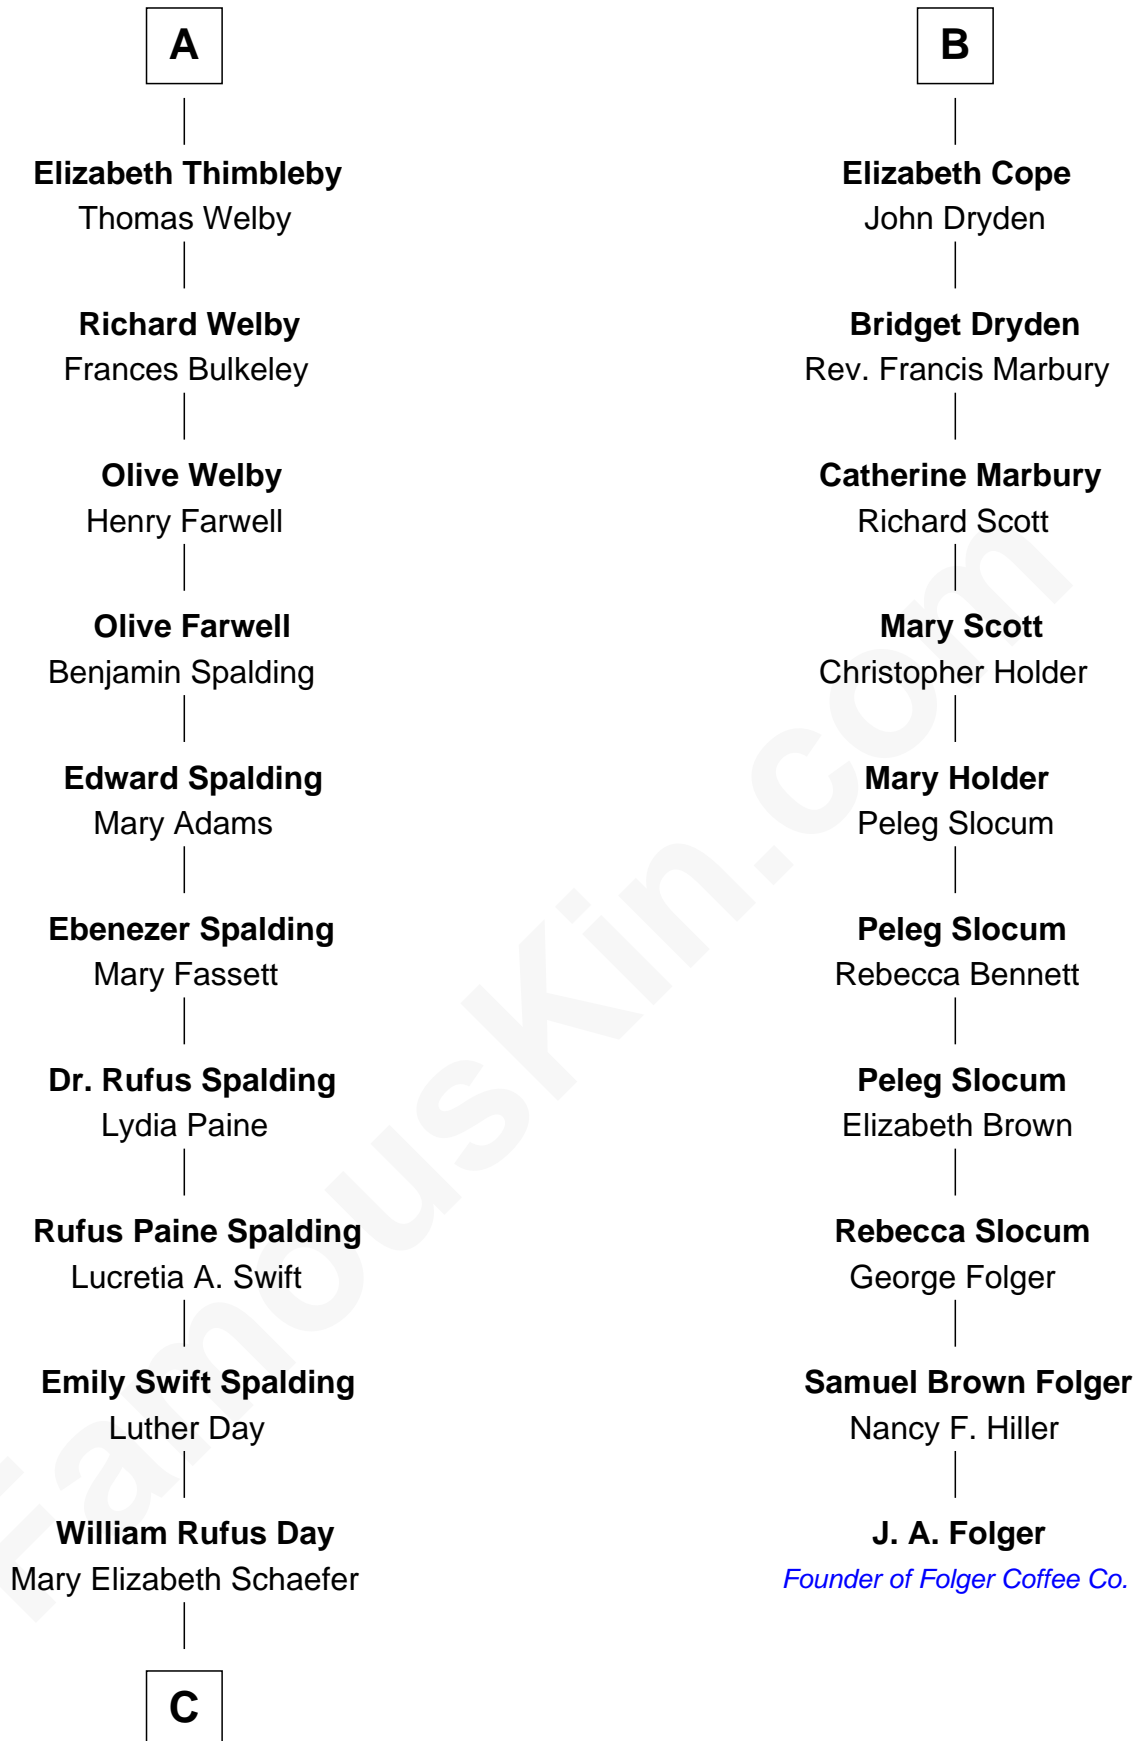 A
Elizabeth Thimbleby
Thomas Welby
Richard Welby
Frances Bulkeley
Olive Welby
Henry Farwell
Olive Farwell
Benjamin Spalding
Edward Spalding
Mary Adams
Ebenezer Spalding
Mary Fassett
Dr. Rufus Spalding
Lydia Paine
Rufus Paine Spalding
Lucretia A. Swift
Emily Swift Spalding
Luther Day
William Rufus Day
Mary Elizabeth Schaefer
C
B
Elizabeth Cope
John Dryden
Bridget Dryden
Rev. Francis Marbury
Catherine Marbury
Richard Scott
Mary Scott
Christopher Holder
Mary Holder
Peleg Slocum
Peleg Slocum
Rebecca Bennett
Peleg Slocum
Elizabeth Brown
Rebecca Slocum
George Folger
Samuel Brown Folger
Nancy F. Hiller
J. A. Folger
Founder of Folger Coffee Co.
FamousKin.com